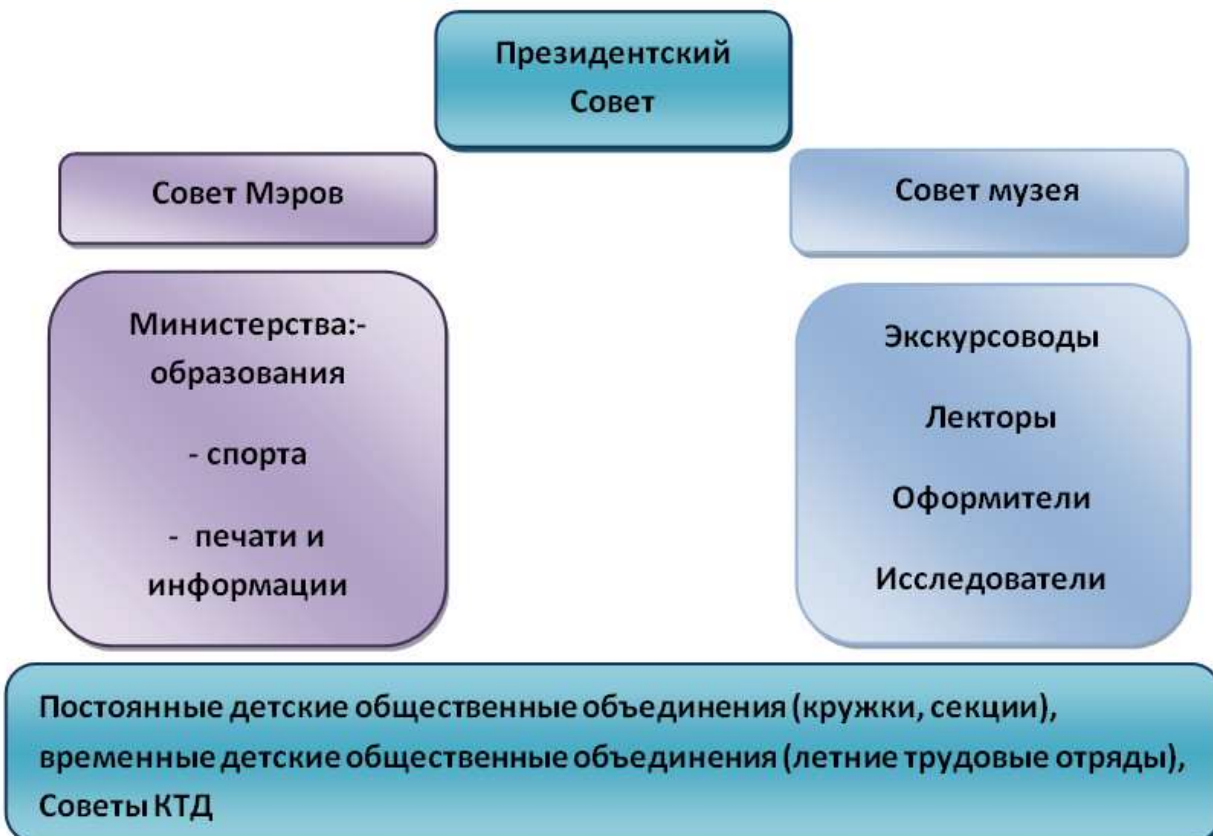 Президентский
Совет
Совет Мэров
Совет музея
Министерства:-
образования
- спорта
- печати и
информации
Экскурсоводы
Лекторы
Оформители
Исследователи
Постоянные детские общественные объединения (кружки, секции),
временные детские общественные объединения (летние трудовые отряды),
Советы КТД